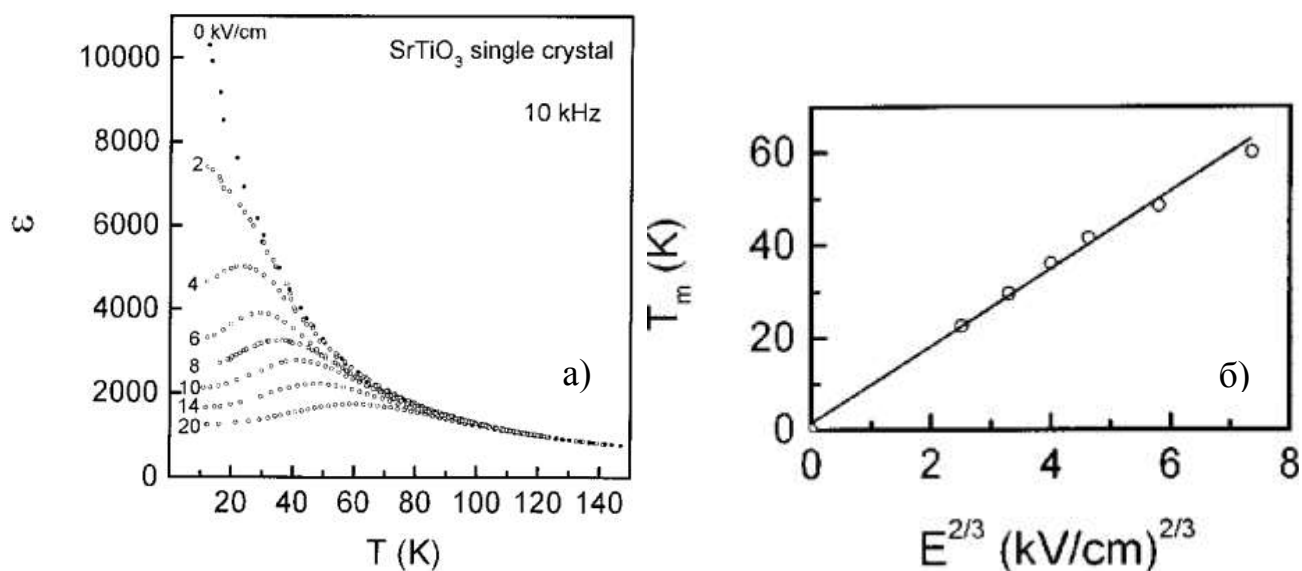 0 kV/cm
SrTiO₃ single crystal
10 kHz
10000
8000
6000
4000
2000
0
2
4
6
8
10
14
20
ε
20 40 60 80 100 120 140
T (K)
а)
60
40
20
0
T_m (K)
0 2 4 6 8
E^{2/3} (kV/cm)^{2/3}
б)